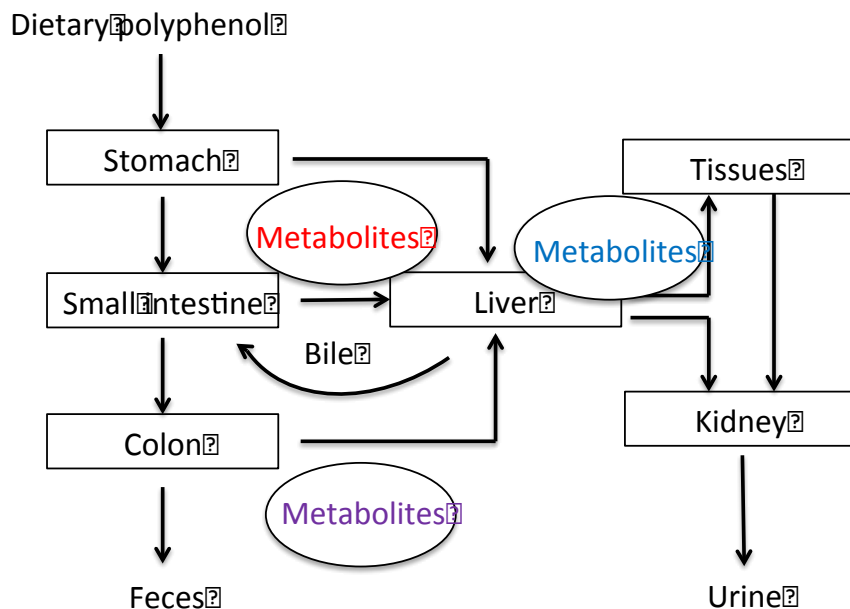 Dietary polyphenol
Stomach
Tissues
Metabolites
Metabolites
Small intestine
Liver
Bile
Colon
Kidney
Metabolites
Feces
Urine